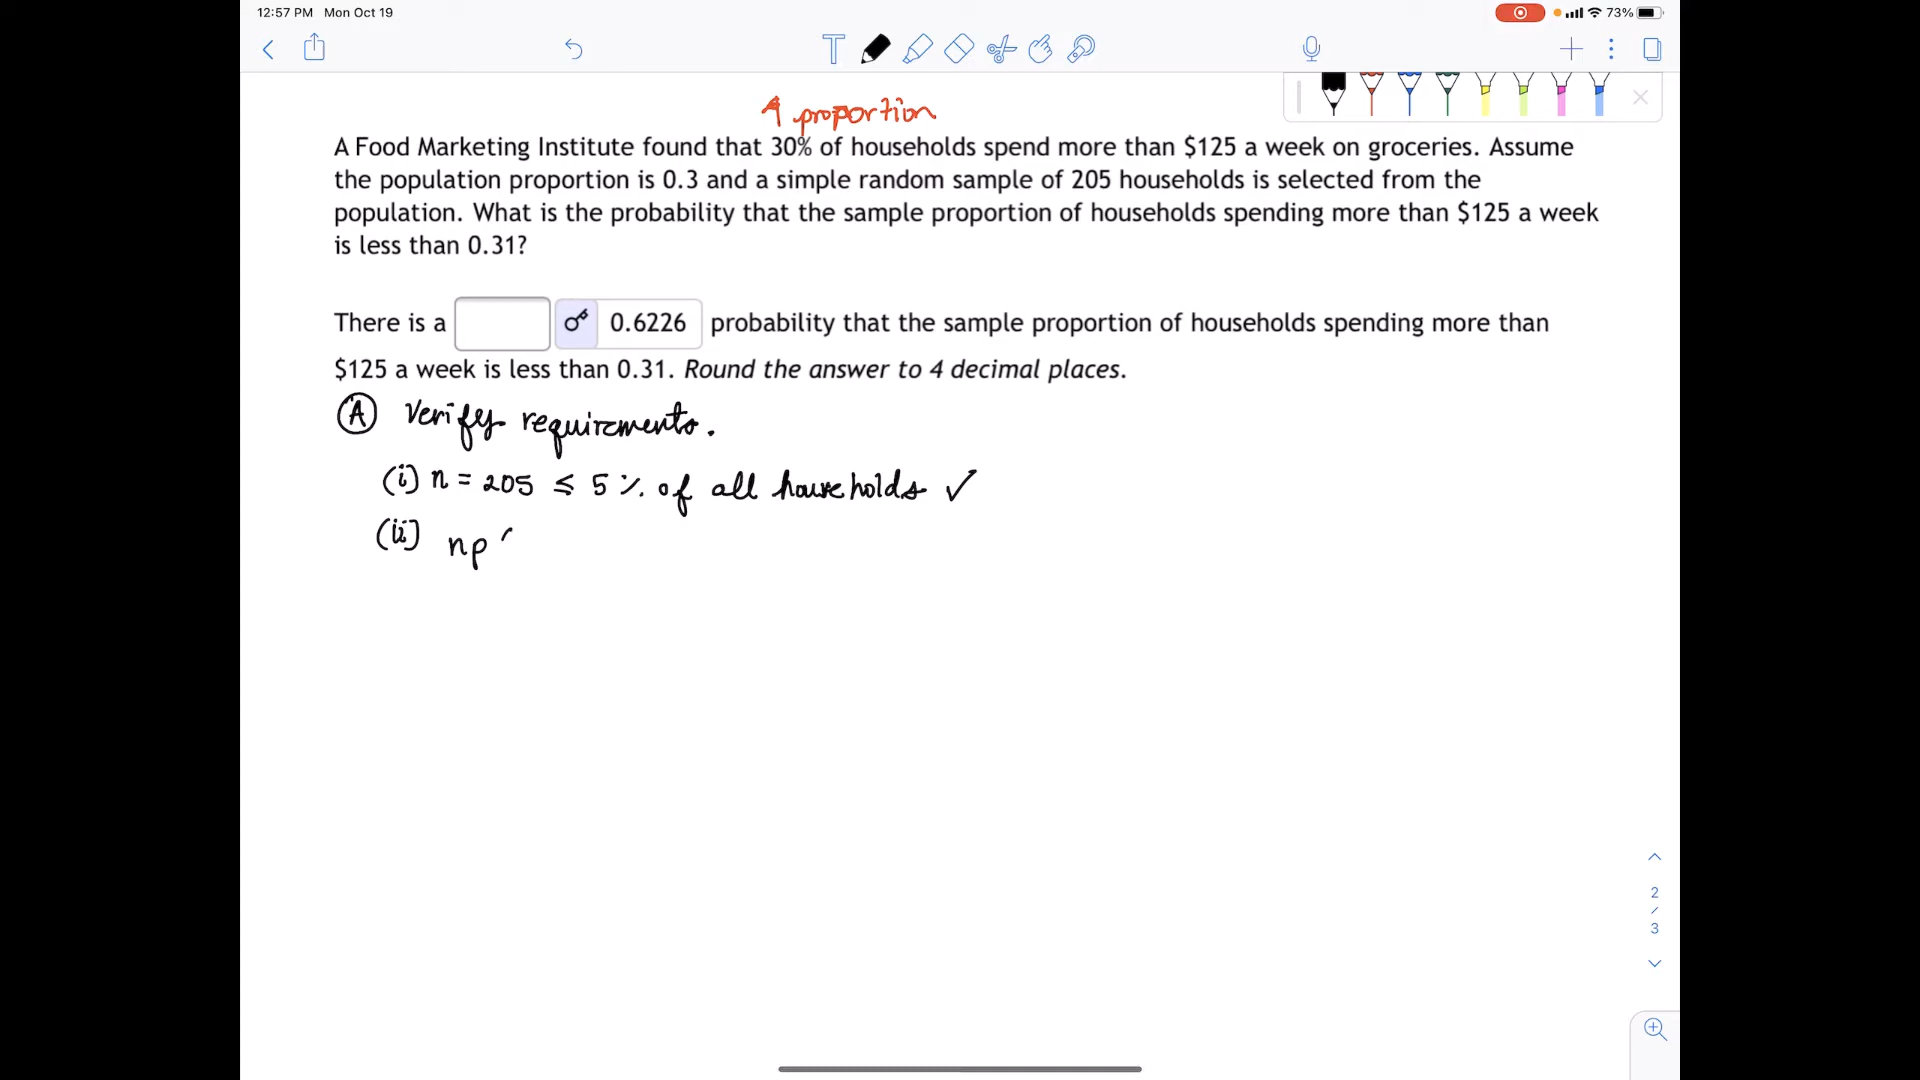 12:57 PM Mon Oct 19
73%
T
A proportion
A Food Marketing Institute found that 30% of households spend more than $125 a week on groceries. Assume
the population proportion is 0.3 and a simple random sample of 205 households is selected from the
population. What is the probability that the sample proportion of households spending more than $125 a week
is less than 0.31?
There is a 0.6226 probability that the sample proportion of households spending more than
$125 a week is less than 0.31. Round the answer to 4 decimal places.
(A) Verify requirements.
(i) n = 205 ≤ 5% of all households ✓
(ii) np
2
/
3